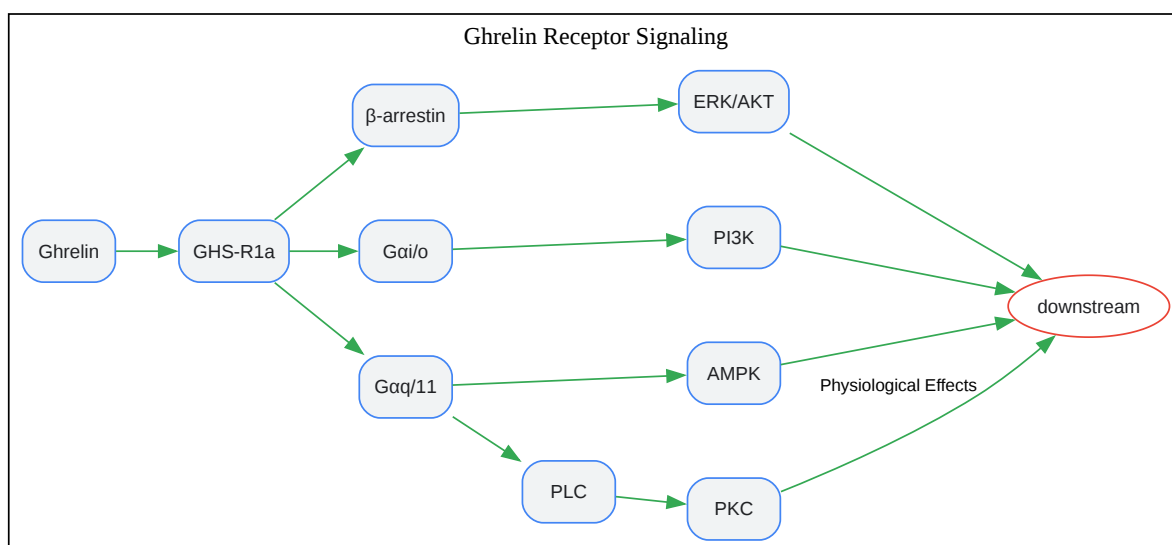 Ghrelin Receptor Signaling
ERK/AKT
β-arrestin
Ghrelin
GHS-R1a
Gαi/o
PI3K
downstream
Gαq/11
AMPK
Physiological Effects
PLC
PKC